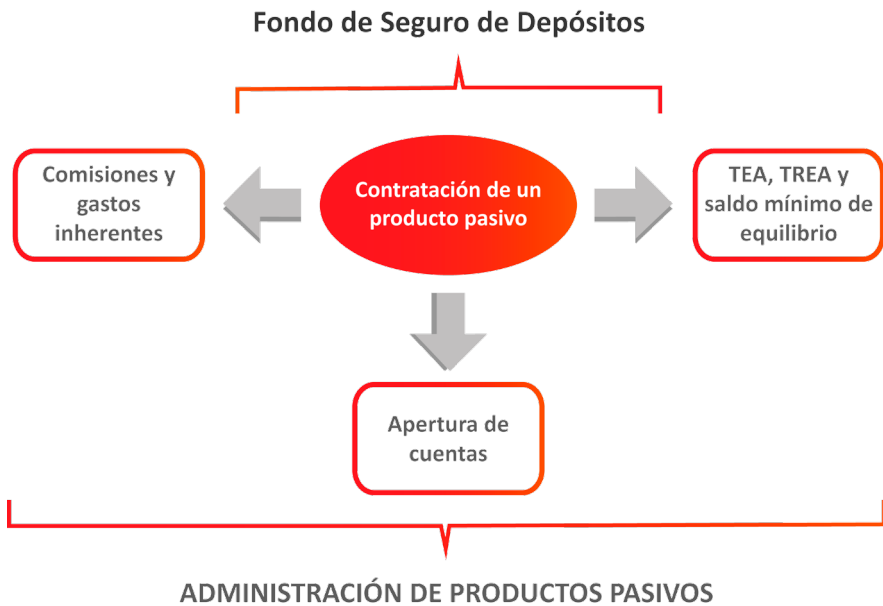 Fondo de Seguro de Depósitos
Comisiones y
gastos
inherentes
Contratación de un
producto pasivo
TEA, TREA y
saldo mínimo de
equilibrio
Apertura de
cuentas
ADMINISTRACIÓN DE PRODUCTOS PASIVOS